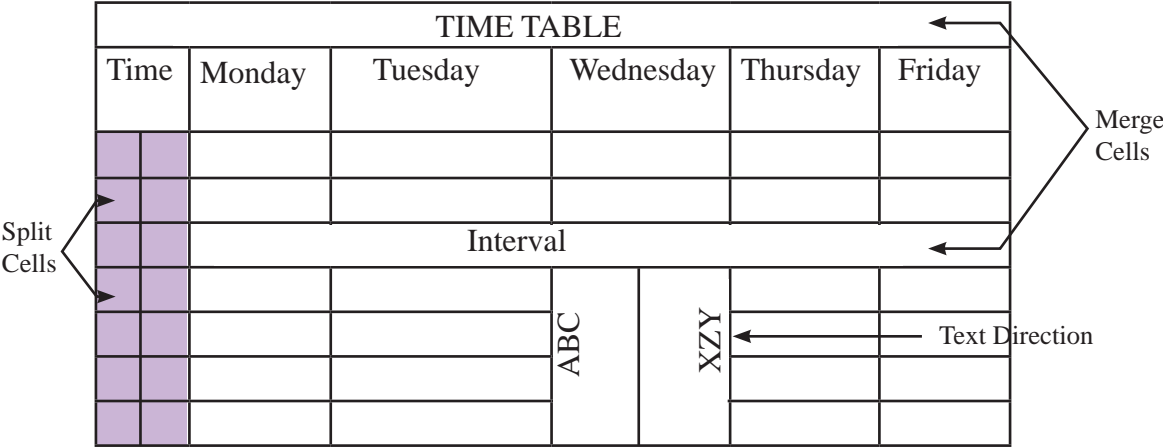 TIME TABLE
Time Monday Tuesday Wednesday Thursday Friday
Merge
Cells
Split
Cells
Interval
ABC
XZY
Text Direction